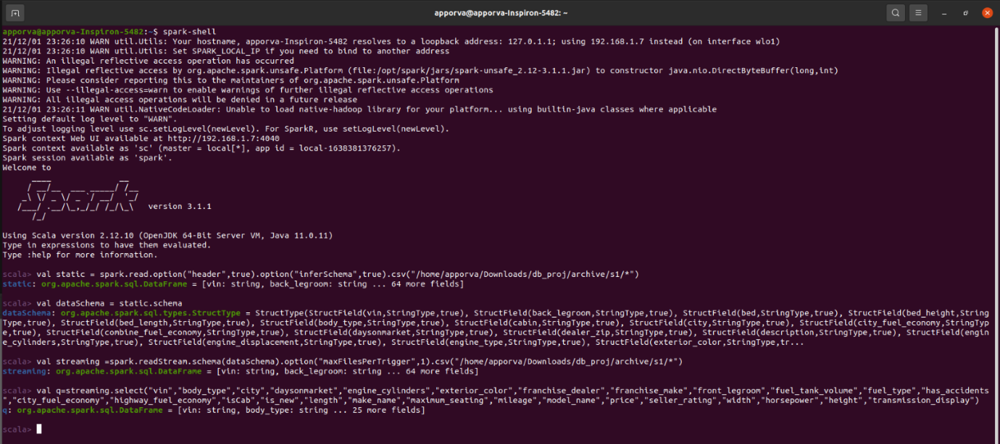 apporva@apporva-Inspiron-5482: ~
apporva@apporva-Inspiron-5482:~$ spark-shell
21/12/01 23:26:10 WARN util.Utils: Your hostname, apporva-Inspiron-5482 resolves to a loopback address: 127.0.1.1; using 192.168.1.7 instead (on interface wlo1)
21/12/01 23:26:10 WARN util.Utils: Set SPARK_LOCAL_IP if you need to bind to another address
WARNING: An illegal reflective access operation has occurred
WARNING: Illegal reflective access by org.apache.spark.unsafe.Platform (file:/opt/spark/jars/spark-unsafe_2.12-3.1.1.jar) to constructor java.nio.DirectByteBuffer(long,int)
WARNING: Please consider reporting this to the maintainers of org.apache.spark.unsafe.Platform
WARNING: Use --illegal-access=warn to enable warnings of further illegal reflective access operations
WARNING: All illegal access operations will be denied in a future release
21/12/01 23:26:11 WARN util.NativeCodeLoader: Unable to load native-hadoop library for your platform... using builtin-java classes where applicable
Setting default log level to "WARN".
To adjust logging level use sc.setLogLevel(newLevel). For SparkR, use setLogLevel(newLevel).
Spark context Web UI available at http://192.168.1.7:4040
Spark context available as 'sc' (master = local[*], app id = local-1638381376257).
Spark session available as 'spark'.
Welcome to
      ____              __
     / __/__  ___ _____/ /__
    _\ \/ _ \/ _ `/ __/  '_/
   /___/ .__/\_,_/_/ /_/\_\   version 3.1.1
      /_/
Using Scala version 2.12.10 (OpenJDK 64-Bit Server VM, Java 11.0.11)
Type in expressions to have them evaluated.
Type :help for more information.
scala> val static = spark.read.option("header",true).option("inferSchema",true).csv("/home/apporva/Downloads/db_proj/archive/s1/*")
static: org.apache.spark.sql.DataFrame = [vin: string, back_legroom: string ... 64 more fields]
scala> val dataSchema = static.schema
dataSchema: org.apache.spark.sql.types.StructType = StructType(StructField(vin,StringType,true), StructField(back_legroom,StringType,true), StructField(bed,StringType,true), StructField(bed_height,String
Type,true), StructField(bed_length,StringType,true), StructField(body_type,StringType,true), StructField(cabin,StringType,true), StructField(city,StringType,true), StructField(city_fuel_economy,StringTyp
e,true), StructField(combine_fuel_economy,StringType,true), StructField(daysonmarket,StringType,true), StructField(dealer_zip,StringType,true), StructField(description,StringType,true), StructField(engin
e_cylinders,StringType,true), StructField(engine_displacement,StringType,true), StructField(engine_type,StringType,true), StructField(exterior_color,StringType,tr...
scala> val streaming =spark.readStream.schema(dataSchema).option("maxFilesPerTrigger",1).csv("/home/apporva/Downloads/db_proj/archive/s1/*")
streaming: org.apache.spark.sql.DataFrame = [vin: string, back_legroom: string ... 64 more fields]
scala> val q=streaming.select("vin","body_type","city","daysonmarket","engine_cylinders","exterior_color","franchise_dealer","franchise_make","front_legroom","fuel_tank_volume","fuel_type","has_accidents
","city_fuel_economy","highway_fuel_economy","isCab","is_new","length","make_name","maximum_seating","mileage","model_name","price","seller_rating","width","horsepower","height","transmission_display")
q: org.apache.spark.sql.DataFrame = [vin: string, body_type: string ... 25 more fields]
scala>